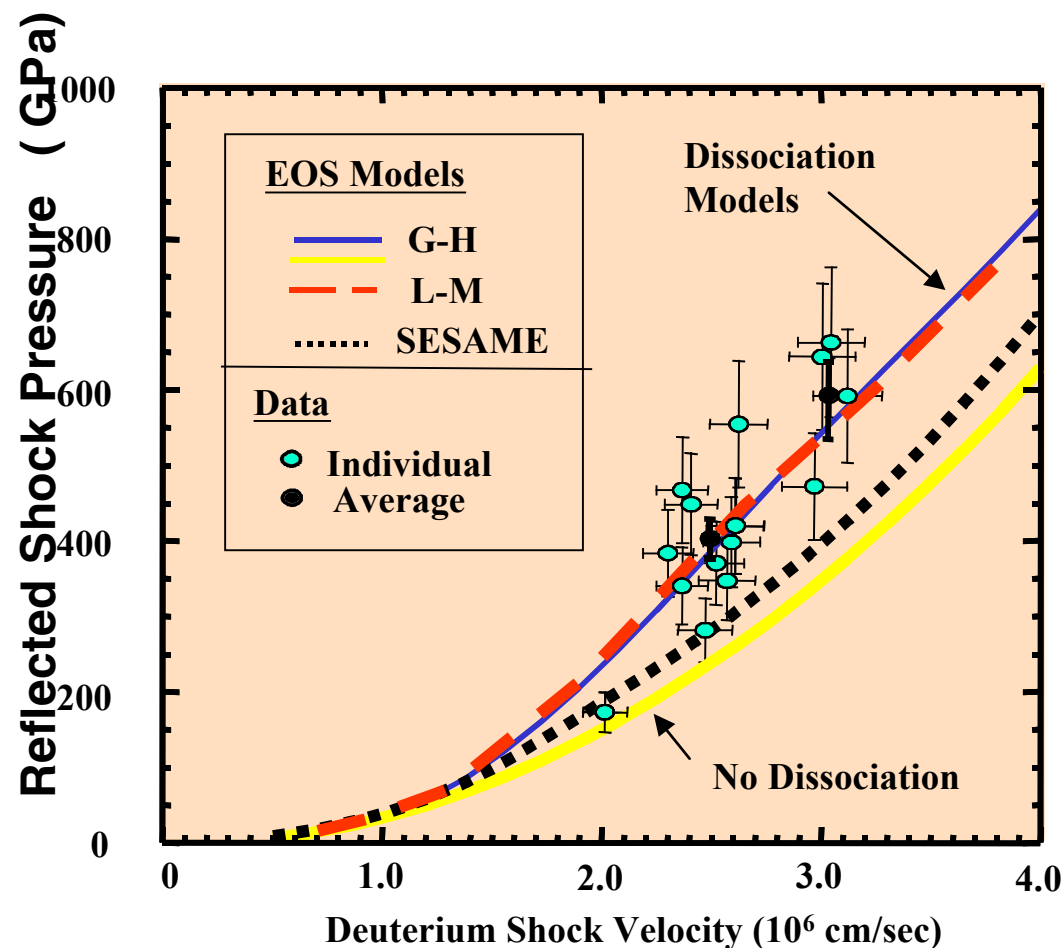 Reflected Shock Pressure ( GPa)
1000
800
600
400
200
0
EOS Models
G-H
L-M
SESAME
Data
Individual
Average
Dissociation
Models
No Dissociation
0 1.0 2.0 3.0 4.0
Deuterium Shock Velocity (10⁶ cm/sec)